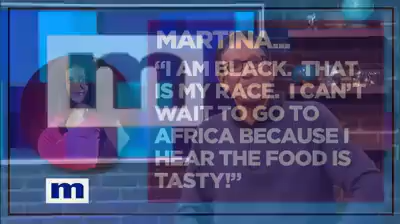 MARTINA...
"I AM BLACK. THAT
IS MY RACE. I CAN'T
WAIT TO GO TO
AFRICA BECAUSE I
HEAR THE FOOD IS
TASTY!"
m
m